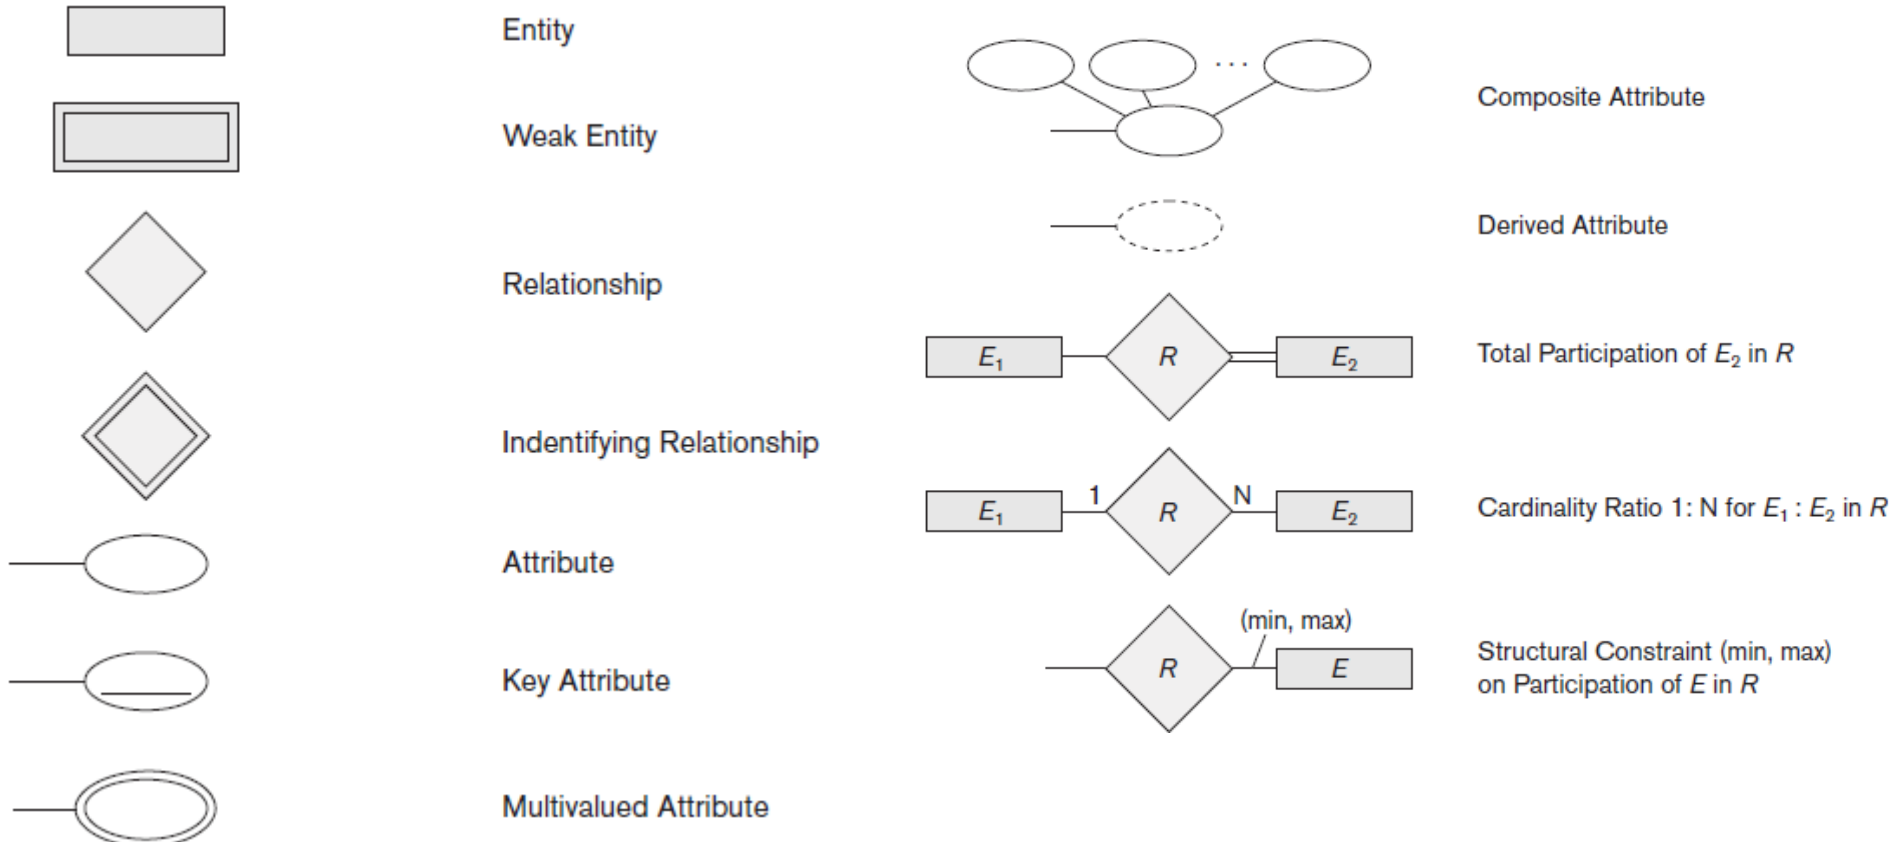 Entity
Weak Entity
Relationship
Indentifying Relationship
Attribute
Key Attribute
Multivalued Attribute
. . .
Composite Attribute
Derived Attribute
E₁ R E₂
Total Participation of E₂ in R
E₁ 1 R N E₂
Cardinality Ratio 1: N for E₁ : E₂ in R
(min, max)
R E
Structural Constraint (min, max)
on Participation of E in R